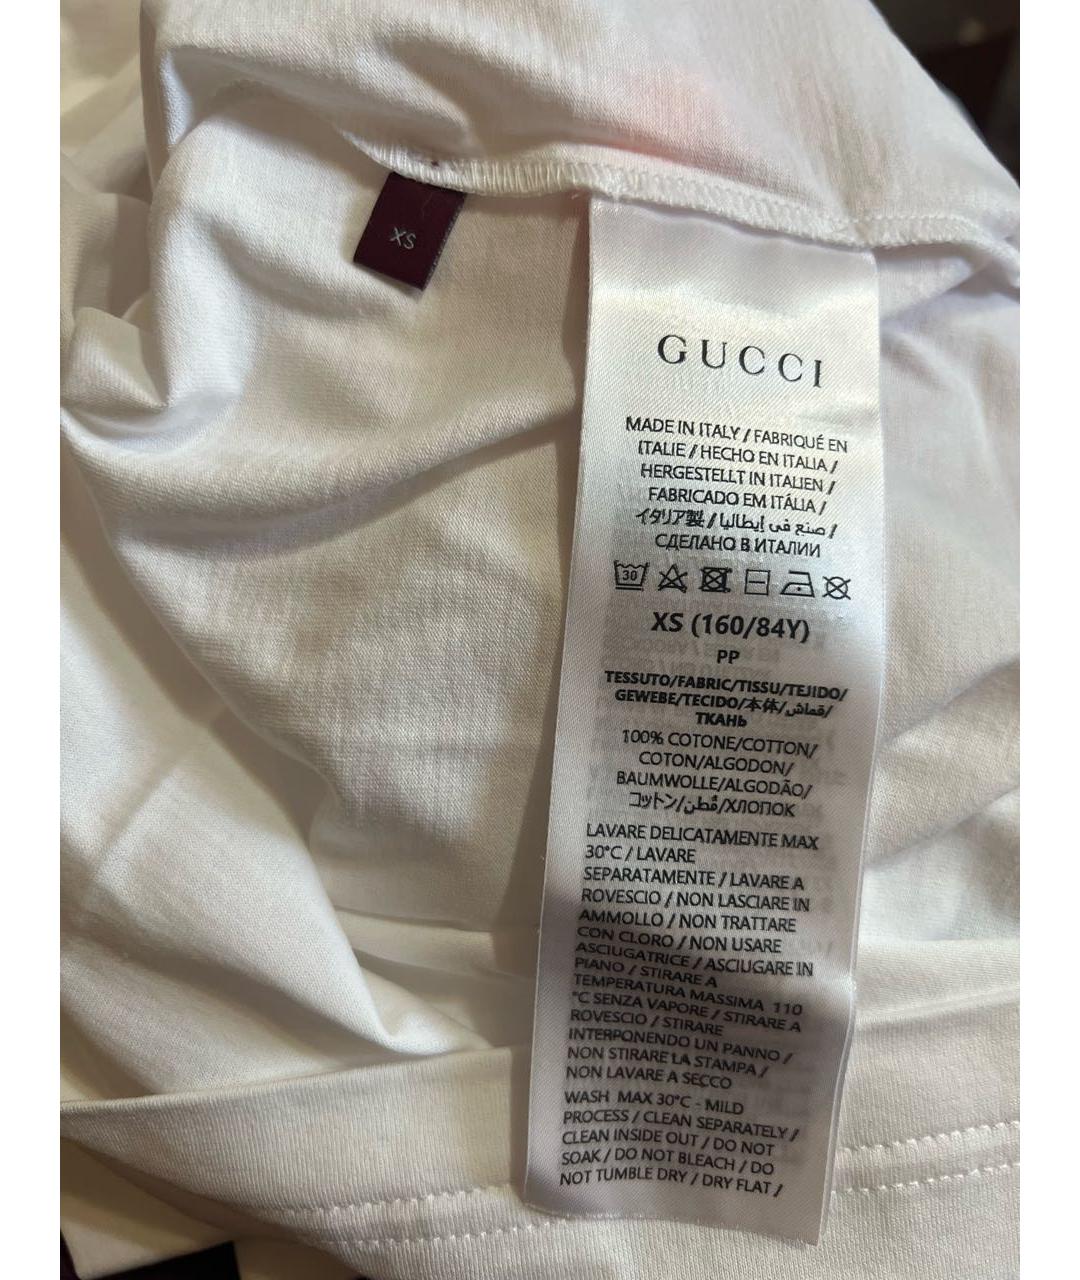 XS
GUCCI
MADE IN ITALY / FABRIQUÉ EN
ITALIE / HECHO EN ITALIA /
HERGESTELLT IN ITALIEN /
FABRICADO EM ITÁLIA /
イタリア製 / صنع في إيطاليا /
СДЕЛАНО В ИТАЛИИ
30
XS (160/84Y)
PP
TESSUTO/FABRIC/TISSU/TEJIDO/
GEWEBE/TECIDO/本体/قماش/
ТКАНЬ
100% COTONE/COTTON/
COTON/ALGODON/
BAUMWOLLE/ALGODÃO/
コットン/قُطن/ХЛОПОК
LAVARE DELICATAMENTE MAX
30°C / LAVARE
SEPARATAMENTE / LAVARE A
ROVESCIO / NON LASCIARE IN
AMMOLLO / NON TRATTARE
CON CLORO / NON USARE
ASCIUGATRICE / ASCIUGARE IN
PIANO / STIRARE A
TEMPERATURA MASSIMA 110
°C SENZA VAPORE / STIRARE A
ROVESCIO / STIRARE
INTERPONENDO UN PANNO /
NON STIRARE LA STAMPA /
NON LAVARE A SECCO
WASH MAX 30°C - MILD
PROCESS / CLEAN SEPARATELY /
CLEAN INSIDE OUT / DO NOT
SOAK / DO NOT BLEACH / DO
NOT TUMBLE DRY / DRY FLAT /